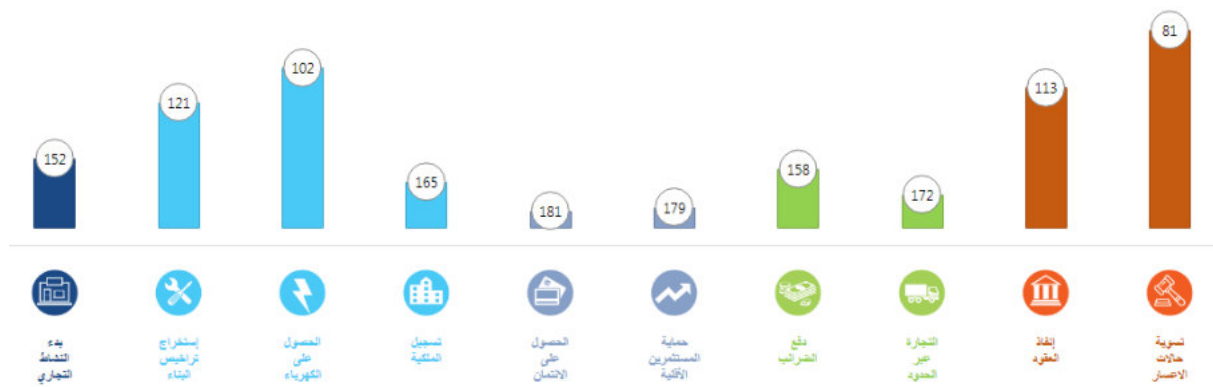 152
121
102
165
181
179
158
172
113
81
بدء
النشاط
التجاري
إستخراج
تراخيص
البناء
الحصول
على
الكهرباء
تسجيل
الملكية
الحصول
على
الائتمان
حماية
المستثمرين
الأقلية
دفع
الضرائب
التجارة
عبر
الحدود
إنفاذ
العقود
تسوية
حالات
الاعسار